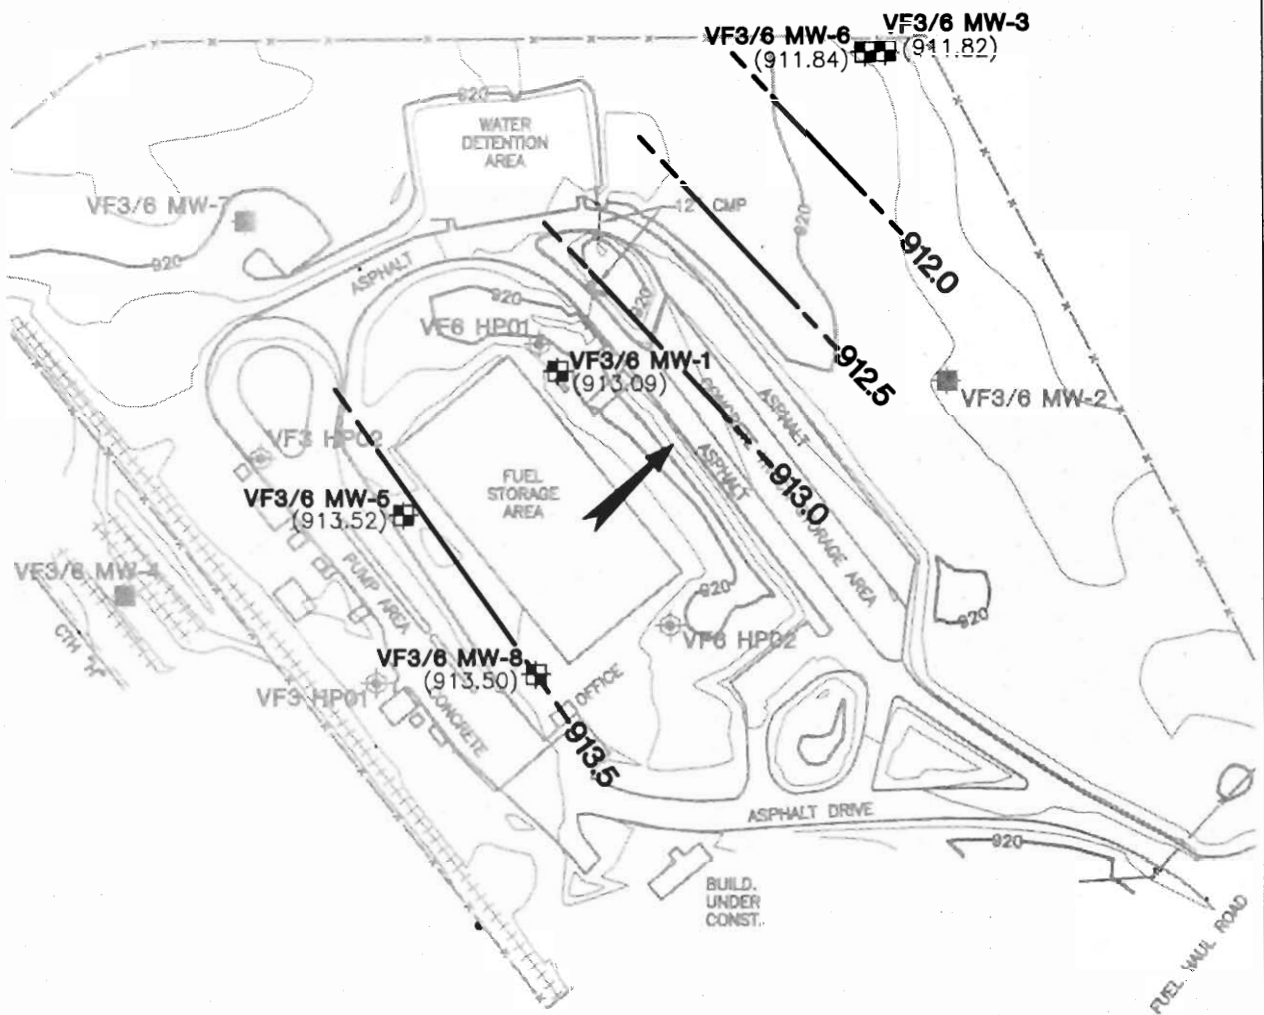 VF3/6 MW-3
(911.82)
VF3/6 MW-6
(911.84)
920
WATER
DETENTION
AREA
VF3/6 MW-7
12" CMP
920
920
ASPHALT
912.0
920
920
VF6 HP01
VF3/6 MW-1
(913.09)
912.5
VF3/6 MW-2
ASPHALT
VF3 HP02
ASPHALT
CONCRETE
STORAGE AREA
913.0
FUEL
STORAGE
AREA
VF3/6 MW-5
(913.52)
VF3/6 MW-4
PUMP AREA
920
920
CTH
VF6 HP02
VF3/6 MW-8
(913.50)
OFFICE
VF3 HP01
CONCRETE
913.5
ASPHALT DRIVE
920
BUILD.
UNDER
CONST.
FUEL HAUL ROAD